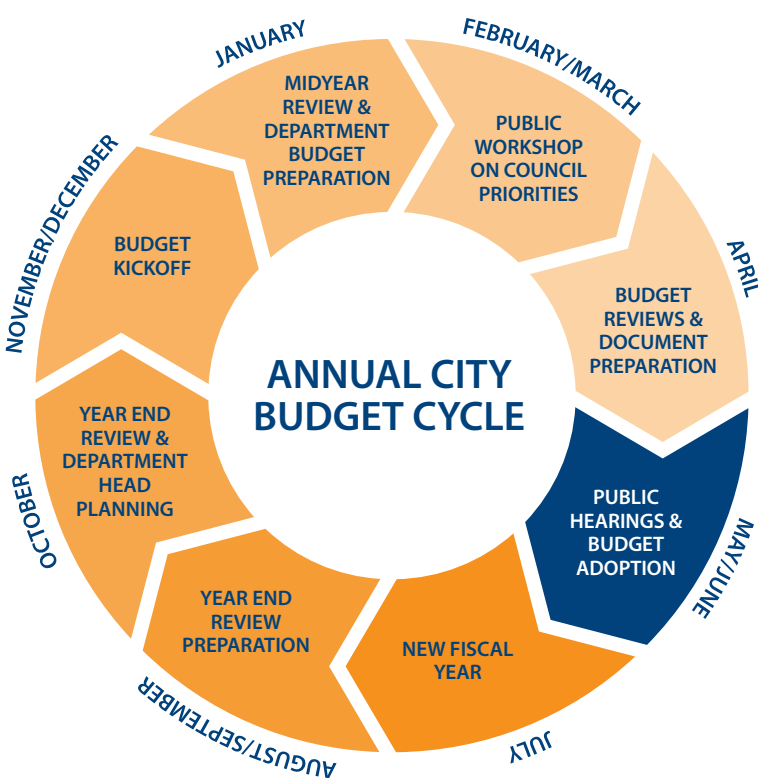 ANNUAL CITY
BUDGET CYCLE
JANUARY
MIDYEAR
REVIEW &
DEPARTMENT
BUDGET
PREPARATION
FEBRUARY/MARCH
PUBLIC
WORKSHOP
ON COUNCIL
PRIORITIES
APRIL
BUDGET
REVIEWS &
DOCUMENT
PREPARATION
MAY/JUNE
PUBLIC
HEARINGS &
BUDGET
ADOPTION
JULY
NEW FISCAL
YEAR
AUGUST/SEPTEMBER
YEAR END
REVIEW
PREPARATION
OCTOBER
YEAR END
REVIEW &
DEPARTMENT
HEAD
PLANNING
NOVEMBER/DECEMBER
BUDGET
KICKOFF